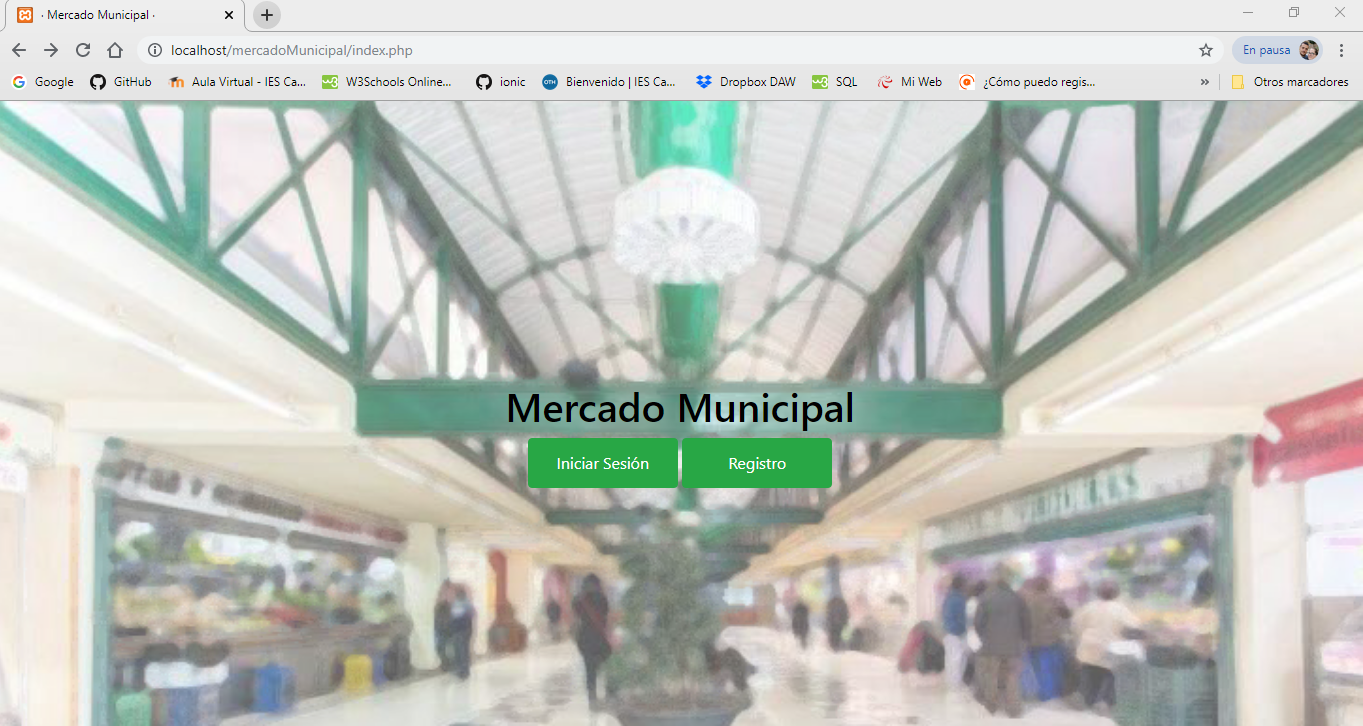 · Mercado Municipal ·
localhost/mercadoMunicipal/index.php
En pausa
Google
GitHub
Aula Virtual - IES Ca...
W3Schools Online...
ionic
OTH
Bienvenido | IES Ca...
Dropbox DAW
SQL
Mi Web
¿Cómo puedo regis...
»
Otros marcadores
Mercado Municipal
Iniciar Sesión
Registro